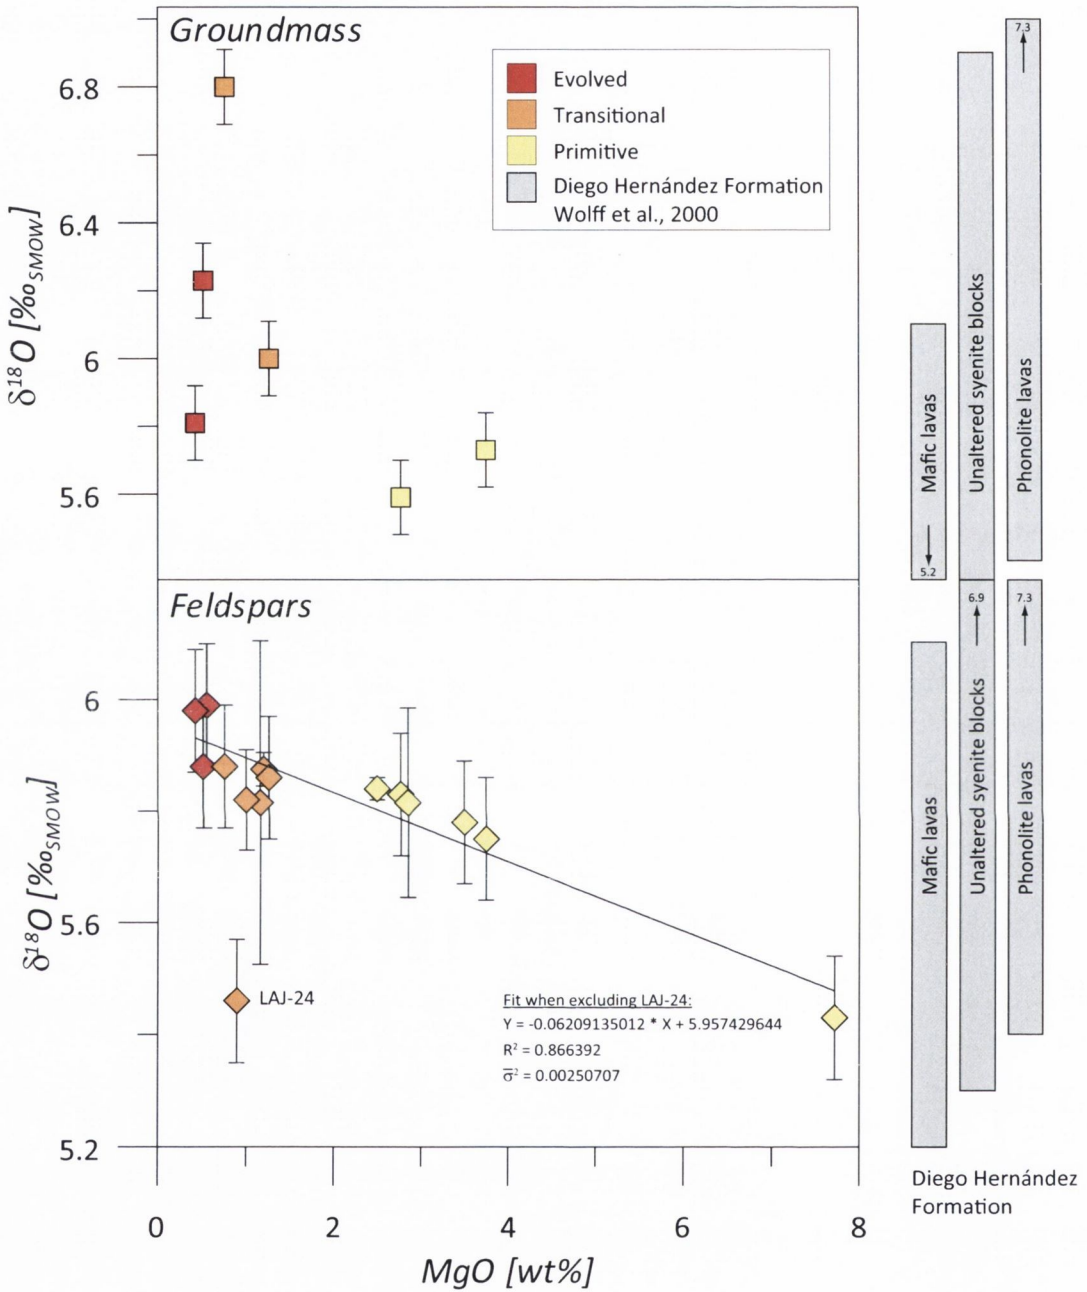 Groundmass
Evolved
Transitional
Primitive
Diego Hernández Formation
Wolff et al., 2000
δ¹⁸O [‰SMOW]
6.8
6.4
6
5.6
Mafic lavas
5.2
Unaltered syenite blocks
Phonolite lavas
7.3
Feldspars
δ¹⁸O [‰SMOW]
6
5.6
5.2
LAJ-24
Fit when excluding LAJ-24:
Y = -0.06209135012 * X + 5.957429644
R² = 0.866392
σ̅² = 0.00250707
Mafic lavas
Unaltered syenite blocks
6.9
Phonolite lavas
7.3
Diego Hernández
Formation
0 2 4 6 8
MgO [wt%]